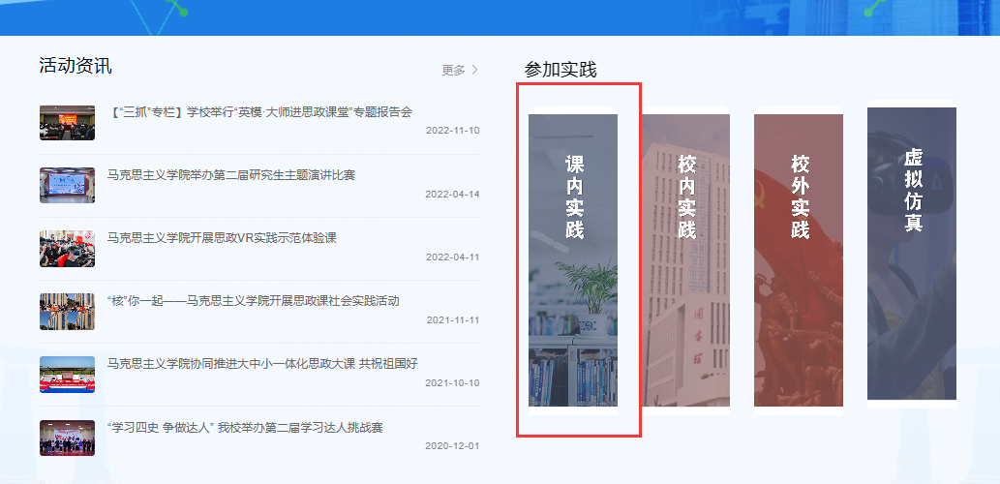 活动资讯
更多
【“三抓”专栏】学校举行“英模·大师进思政课堂”专题报告会
2022-11-10
马克思主义学院举办第二届研究生主题演讲比赛
2022-04-14
马克思主义学院开展思政VR实践示范体验课
2022-04-11
“核”你一起——马克思主义学院开展思政课社会实践活动
2021-11-11
马克思主义学院协同推进大中小一体化思政大课 共祝祖国好
2021-10-10
“学习四史 争做达人” 我校举办第二届学习达人挑战赛
2020-12-01
参加实践
课内实践
校内实践
校外实践
虚拟仿真
图书馆